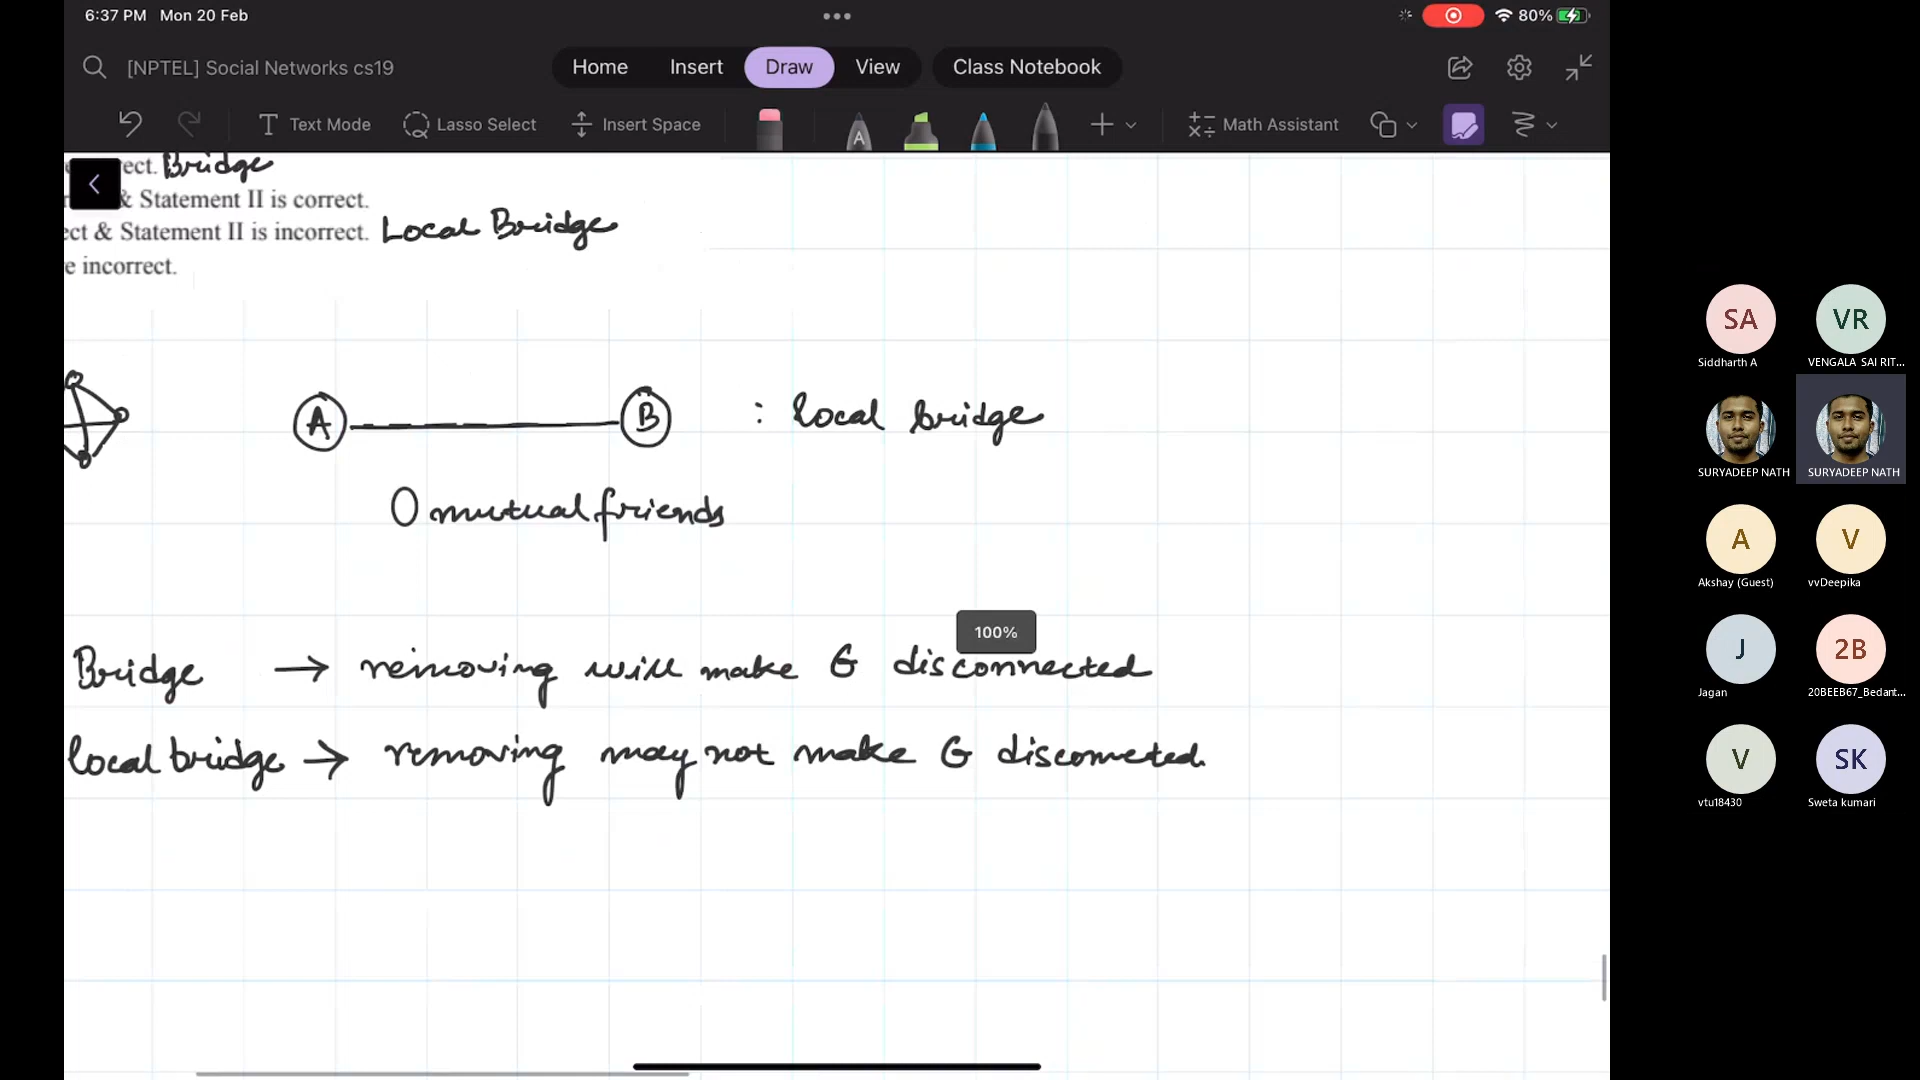 6:37 PM Mon 20 Feb
80%
[NPTEL] Social Networks cs19
Home Insert Draw View Class Notebook
Text Mode Lasso Select Insert Space Math Assistant
ect. Bridge
& Statement II is correct.
ect & Statement II is incorrect. Local Bridge
e incorrect.
A B : local bridge
0 mutual friends
100%
Bridge → removing will make G disconnected
local bridge → removing may not make G disconneted.
SA VR
Siddharth A VENGALA SAI RIT...
SURYADEEP NATH SURYADEEP NATH
A V
Akshay (Guest) vvDeepika
J 2B
Jagan 20BEEB67_Bedant...
V SK
vtu18430 Sweta kumari